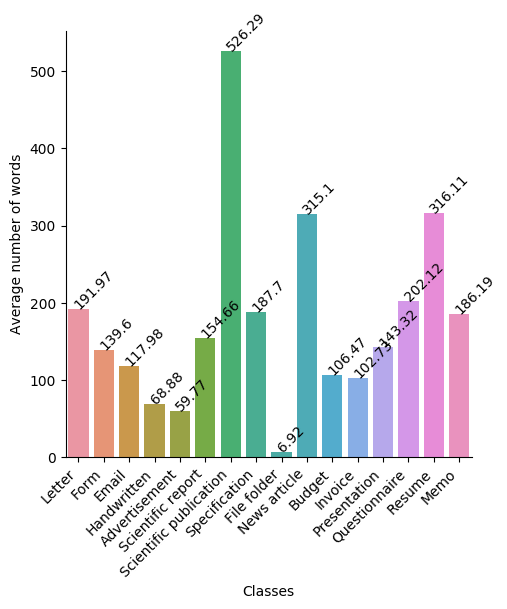 Average number of words
500
400
300
200
100
0
191.97
139.6
117.98
68.88
59.77
154.66
526.29
187.7
6.92
315.1
106.47
102.73
143.32
202.12
316.11
186.19
Letter
Form
Email
Handwritten
Advertisement
Scientific report
Scientific publication
Specification
File folder
News article
Budget
Invoice
Presentation
Questionnaire
Resume
Memo
Classes